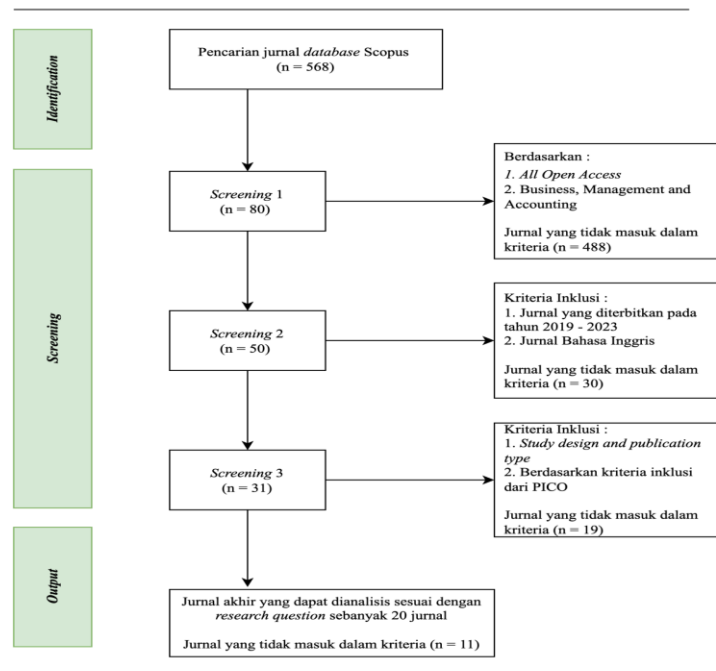 Identification
Pencarian jurnal database Scopus
(n = 568)
Screening
Screening 1
(n = 80)
Berdasarkan :
1. All Open Access
2. Business, Management and
Accounting
Jurnal yang tidak masuk dalam
kriteria (n = 488)
Screening 2
(n = 50)
Kriteria Inklusi :
1. Jurnal yang diterbitkan pada
tahun 2019 - 2023
2. Jurnal Bahasa Inggris
Jurnal yang tidak masuk dalam
kriteria (n = 30)
Screening 3
(n = 31)
Kriteria Inklusi :
1. Study design and publication
type
2. Berdasarkan kriteria inklusi
dari PICO
Jurnal yang tidak masuk dalam
kriteria (n = 19)
Output
Jurnal akhir yang dapat dianalisis sesuai dengan
research question sebanyak 20 jurnal
Jurnal yang tidak masuk dalam kriteria (n = 11)